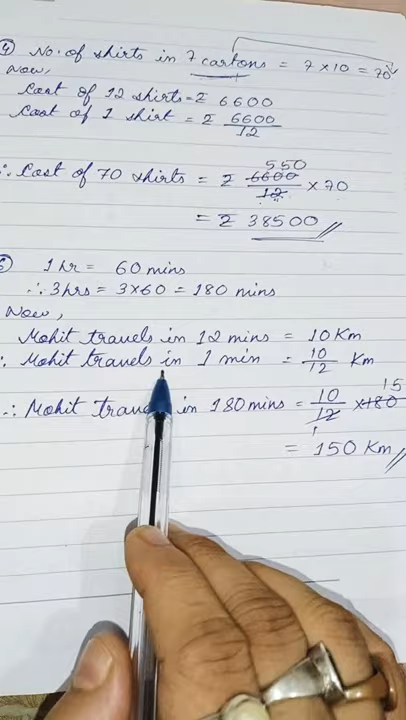 ④ No. of shirts in 7 cartons = 7 × 10 = 70
Now,
Cost of 12 shirts = ₹ 6600
Cost of 1 shirt = ₹ 6600/12
∴ Cost of 70 shirts = ₹ 6600/12 × 70
550
= ₹ 38500
1 hr = 60 mins
∴ 3 hrs = 3×60 = 180 mins
Now,
Mohit travels in 12 mins = 10 Km
∴ Mohit travels in 1 min = 10/12 Km
15
∴ Mohit in 180 mins = 10/12 × 180
1
= 150 Km